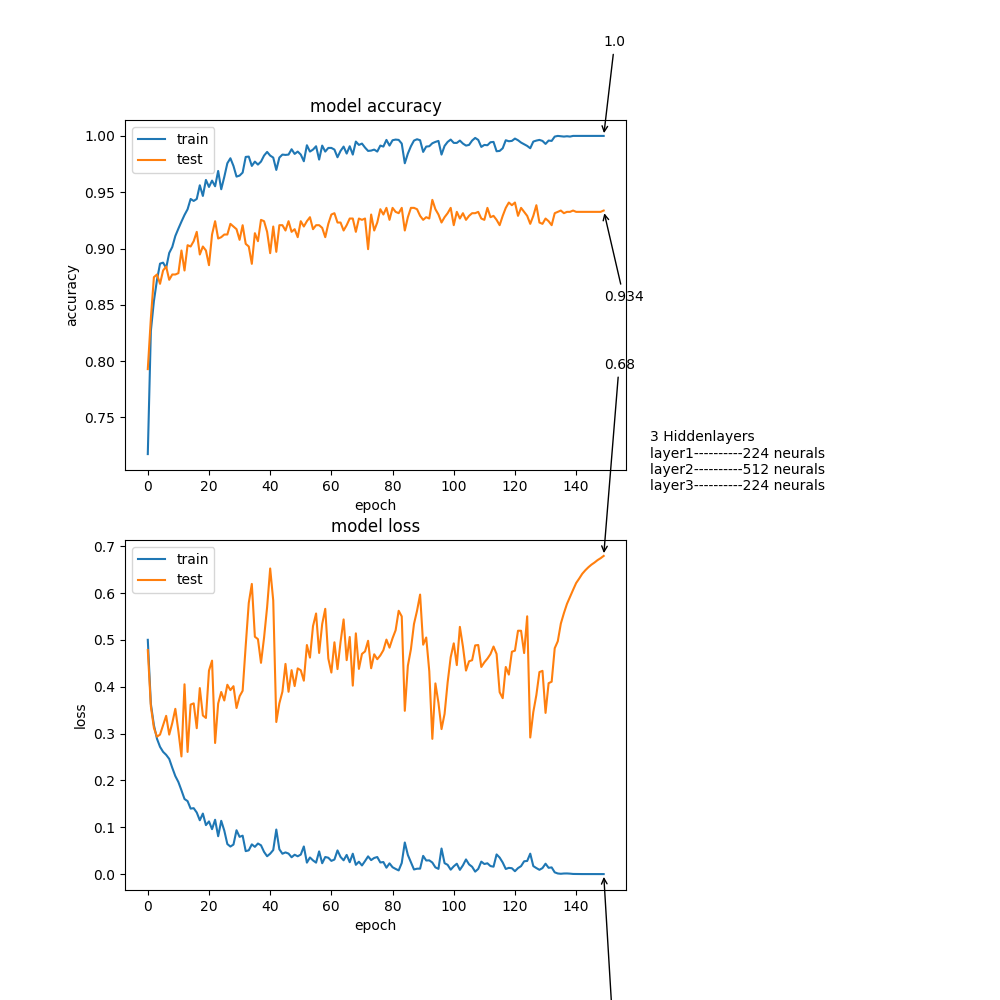 1.0
model accuracy
1.00
0.95
0.90
0.85
0.80
0.75
accuracy
train
test
0.934
0.68
0 20 40 60 80 100 120 140
epoch
3 Hiddenlayers
layer1----------224 neurals
layer2----------512 neurals
layer3----------224 neurals
model loss
0.7
0.6
0.5
0.4
0.3
0.2
0.1
0.0
loss
train
test
0 20 40 60 80 100 120 140
epoch